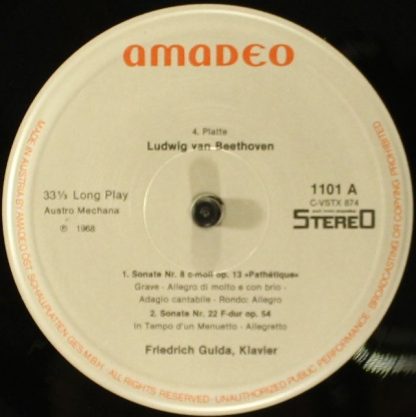 AMADEO
4. Platte
Ludwig van Beethoven
33⅓ Long Play
Austro Mechana
℗ 1968
1101 A
C-VSTX 874
STEREO
1. Sonate Nr. 8 c-moll op. 13 »Pathétique«
Grave - Allegro di molto e con brio -
Adagio cantabile - Rondo: Allegro
2. Sonate Nr. 22 F-dur op. 54
In Tempo d'un Menuetto - Allegretto
Friedrich Gulda, Klavier
MADE IN AUSTRIA BY AMADEO ÖST. SCHALLPLATTEN GES.M.B.H. ALL RIGHTS RESERVED · UNAUTHORIZED PUBLIC PERFORMANCE · BROADCASTING OR COPYING PROHIBITED